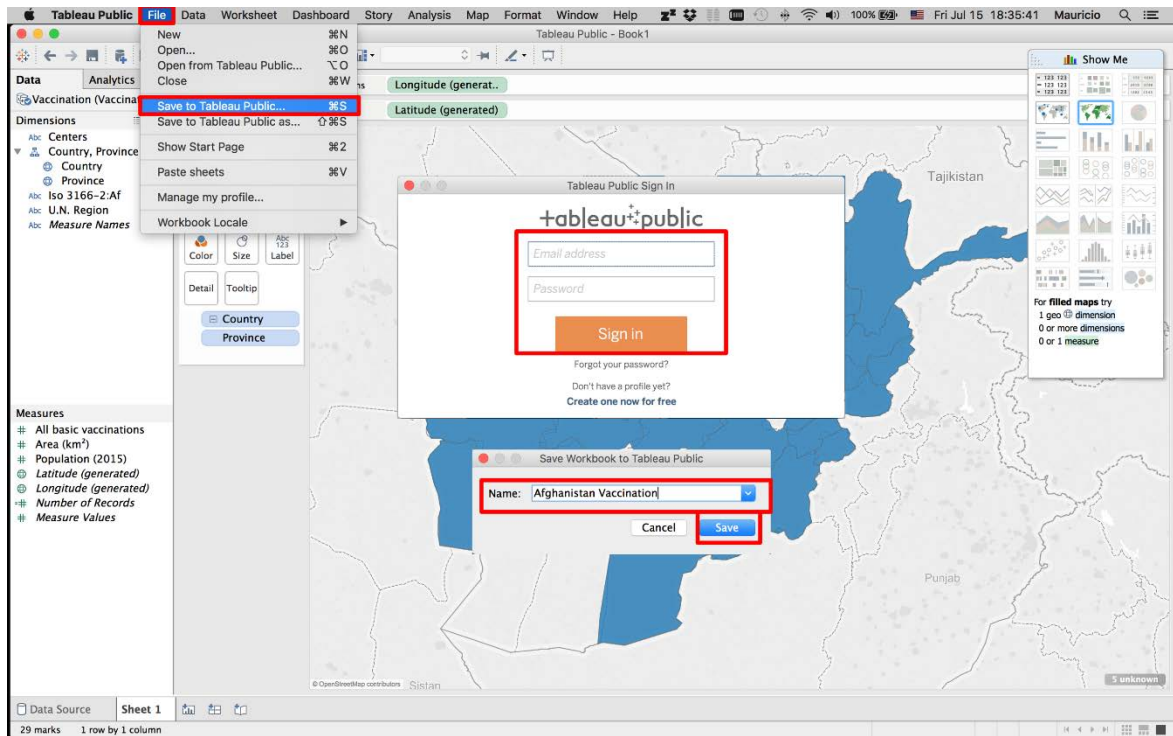 Tableau Public File Data Worksheet Dashboard Story Analysis Map Format Window Help 100% Fri Jul 15 18:35:41 Mauricio
Tableau Public - Book1
New ⌘N
Open... ⌘O
Open from Tableau Public... ⌥O
Close ⌘W
Save to Tableau Public... ⌘S
Save to Tableau Public as... ⇧⌘S
Show Start Page ⌘2
Paste sheets ⌘V
Manage my profile...
Workbook Locale
Data Analytics
Vaccination (Vaccina
Dimensions
Abc Centers
Country, Province
Country
Province
Abc Iso 3166-2:Af
Abc U.N. Region
Abc Measure Names
Measures
# All basic vaccinations
# Area (km²)
# Population (2015)
Latitude (generated)
Longitude (generated)
# Number of Records
# Measure Values
Color Size Abc 123 Label
Detail Tooltip
Country
Province
ns Longitude (generat..
Latitude (generated)
Tajikistan
Punjab
Sistan
© OpenStreetMap contributors
5 unknown
Tableau Public Sign In
+ableau public
Email address
Password
Sign in
Forgot your password?
Don't have a profile yet?
Create one now for free
Save Workbook to Tableau Public
Name: Afghanistan Vaccination
Cancel Save
Show Me
For filled maps try
1 geo dimension
0 or more dimensions
0 or 1 measure
Data Source Sheet 1
29 marks 1 row by 1 column